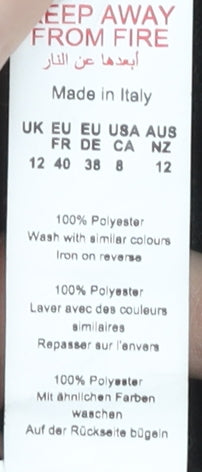 KEEP AWAY
FROM FIRE
أبعدها عن النار
Made in Italy
UK EU EU USA AUS
FR DE CA NZ
12 40 38 8 12
100% Polyester
Wash with similar colours
Iron on reverse
100% Polyester
Laver avec des couleurs
similaires
Repasser sur l'envers
100% Polyester
Mit ähnlichen Farben
waschen
Auf der Rückseite bügeln